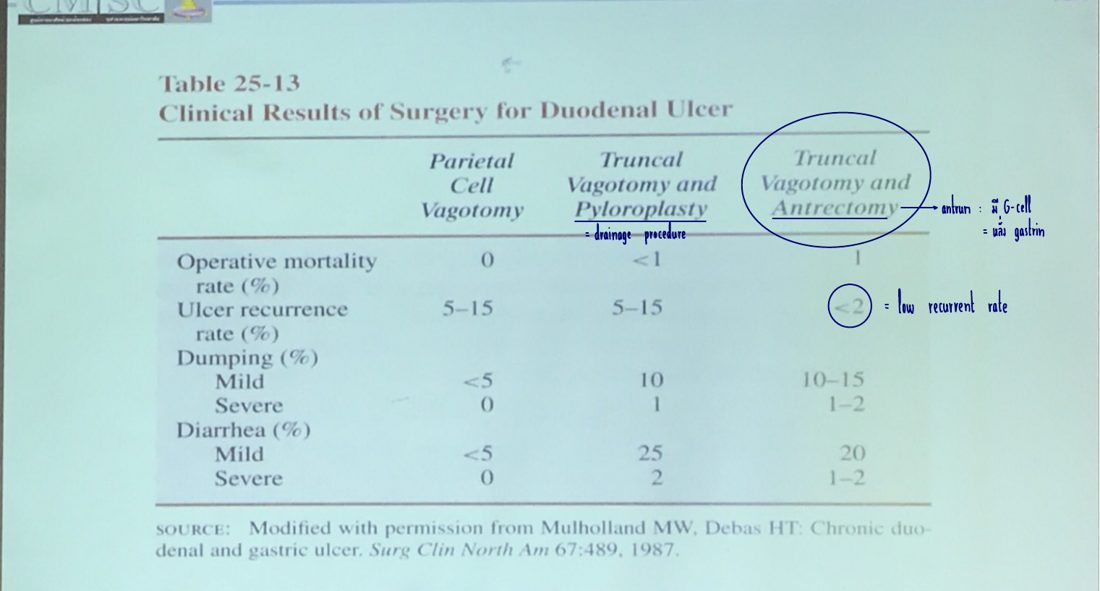 CMISC
Table 25-13
Clinical Results of Surgery for Duodenal Ulcer
Parietal Cell Vagotomy
Truncal Vagotomy and Pyloroplasty
= drainage procedure
Truncal Vagotomy and Antrectomy
antrum : มี G-cell
= หลั่ง gastrin
Operative mortality rate (%) 0 <1 1
Ulcer recurrence rate (%) 5–15 5–15 <2 = low recurrent rate
Dumping (%)
Mild <5 10 10–15
Severe 0 1 1–2
Diarrhea (%)
Mild <5 25 20
Severe 0 2 1–2
SOURCE: Modified with permission from Mulholland MW, Debas HT: Chronic duo-
denal and gastric ulcer. Surg Clin North Am 67:489, 1987.